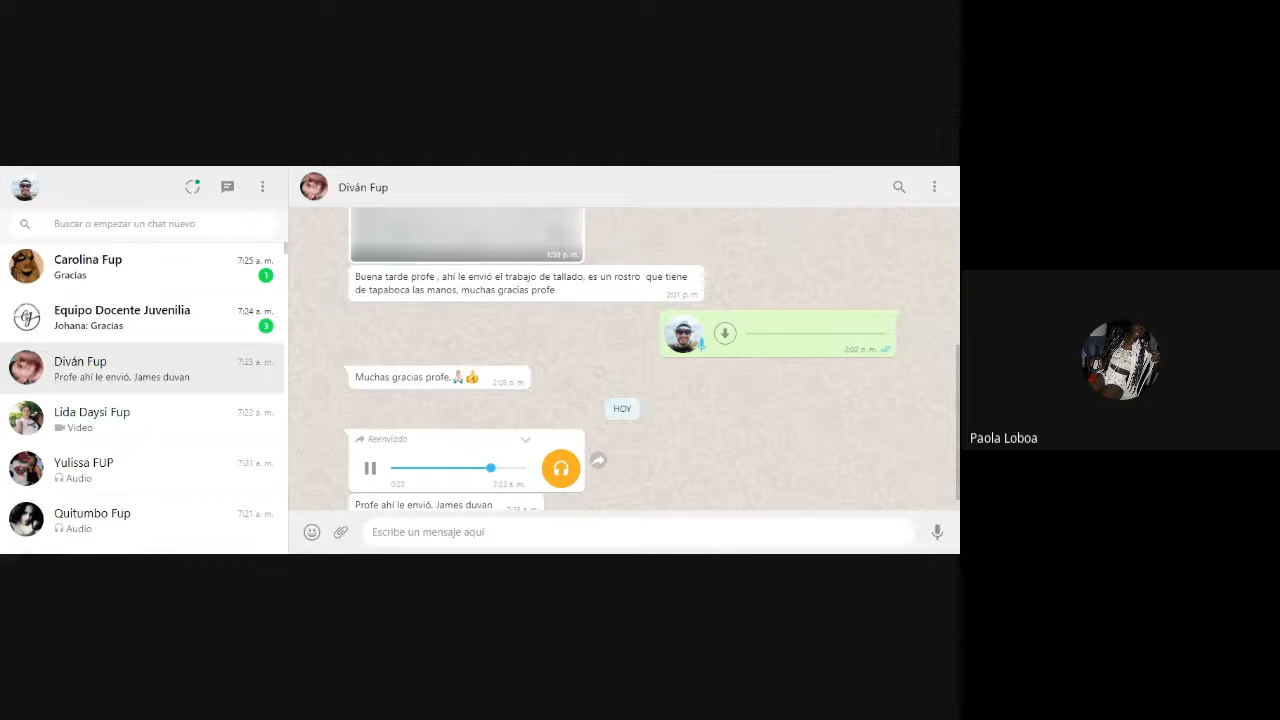 Buscar o empezar un chat nuevo
Carolina Fup
7:25 a. m.
Gracias
1
Equipo Docente Juvenilia
7:24 a. m.
Johana: Gracias
3
Diván Fup
7:23 a. m.
Profe ahí le envió, James duvan
Lida Daysi Fup
7:22 a. m.
Video
Yulissa FUP
7:21 a. m.
Audio
Quitumbo Fup
7:21 a. m.
Audio
Diván Fup
1:59 p. m.
Buena tarde profe , ahí le envió el trabajo de tallado, es un rostro que tiene
de tapaboca las manos, muchas gracias profe
2:01 p. m.
2:02 p. m.
Muchas gracias profe.🙏🏻👍
2:05 p. m.
HOY
Reenviado
0:23
7:23 a. m.
Profe ahí le envió, James duvan
7:23 a. m.
Escribe un mensaje aquí
Paola Loboa